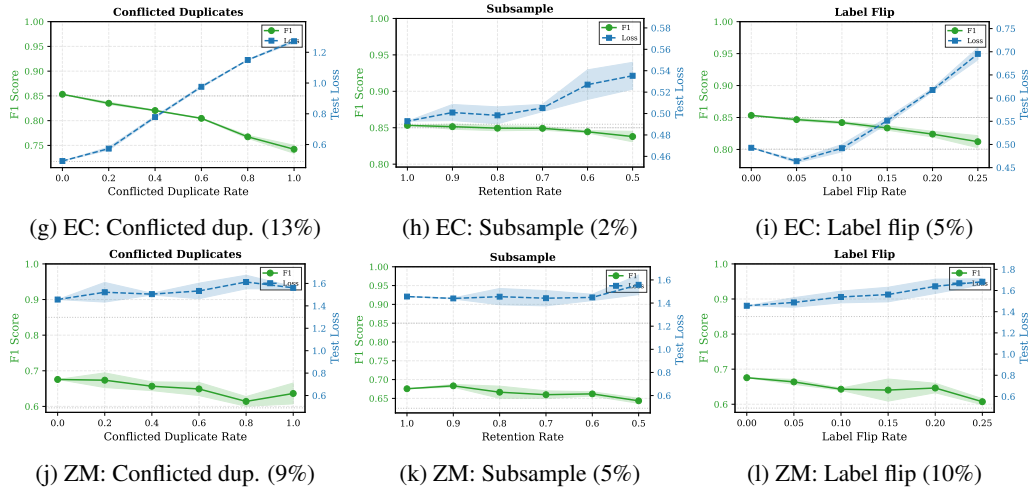 Conflicted Duplicates
Subsample
Label Flip
1.00
0.95
0.90
0.85
0.80
0.75
F1 Score
F1
Loss
1.2
1.0
0.8
0.6
Test Loss
0.0 0.2 0.4 0.6 0.8 1.0
Conflicted Duplicate Rate
1.00
0.95
0.90
0.85
0.80
F1 Score
F1
Loss
0.58
0.56
0.54
0.52
0.50
0.48
0.46
Test Loss
1.0 0.9 0.8 0.7 0.6 0.5
Retention Rate
1.00
0.95
0.90
0.85
0.80
F1 Score
F1
Loss
0.75
0.70
0.65
0.60
0.55
0.50
0.45
Test Loss
0.00 0.05 0.10 0.15 0.20 0.25
Label Flip Rate
(g) EC: Conflicted dup. (13%)
(h) EC: Subsample (2%)
(i) EC: Label flip (5%)
Conflicted Duplicates
Subsample
Label Flip
1.0
0.9
0.8
0.7
0.6
F1 Score
F1
Loss
1.6
1.4
1.2
1.0
0.8
0.6
Test Loss
0.0 0.2 0.4 0.6 0.8 1.0
Conflicted Duplicate Rate
1.00
0.95
0.90
0.85
0.80
0.75
0.70
0.65
F1 Score
F1
Loss
1.6
1.4
1.2
1.0
0.8
0.6
Test Loss
1.0 0.9 0.8 0.7 0.6 0.5
Retention Rate
1.0
0.9
0.8
0.7
0.6
F1 Score
F1
Loss
1.8
1.6
1.4
1.2
1.0
0.8
0.6
Test Loss
0.00 0.05 0.10 0.15 0.20 0.25
Label Flip Rate
(j) ZM: Conflicted dup. (9%)
(k) ZM: Subsample (5%)
(l) ZM: Label flip (10%)